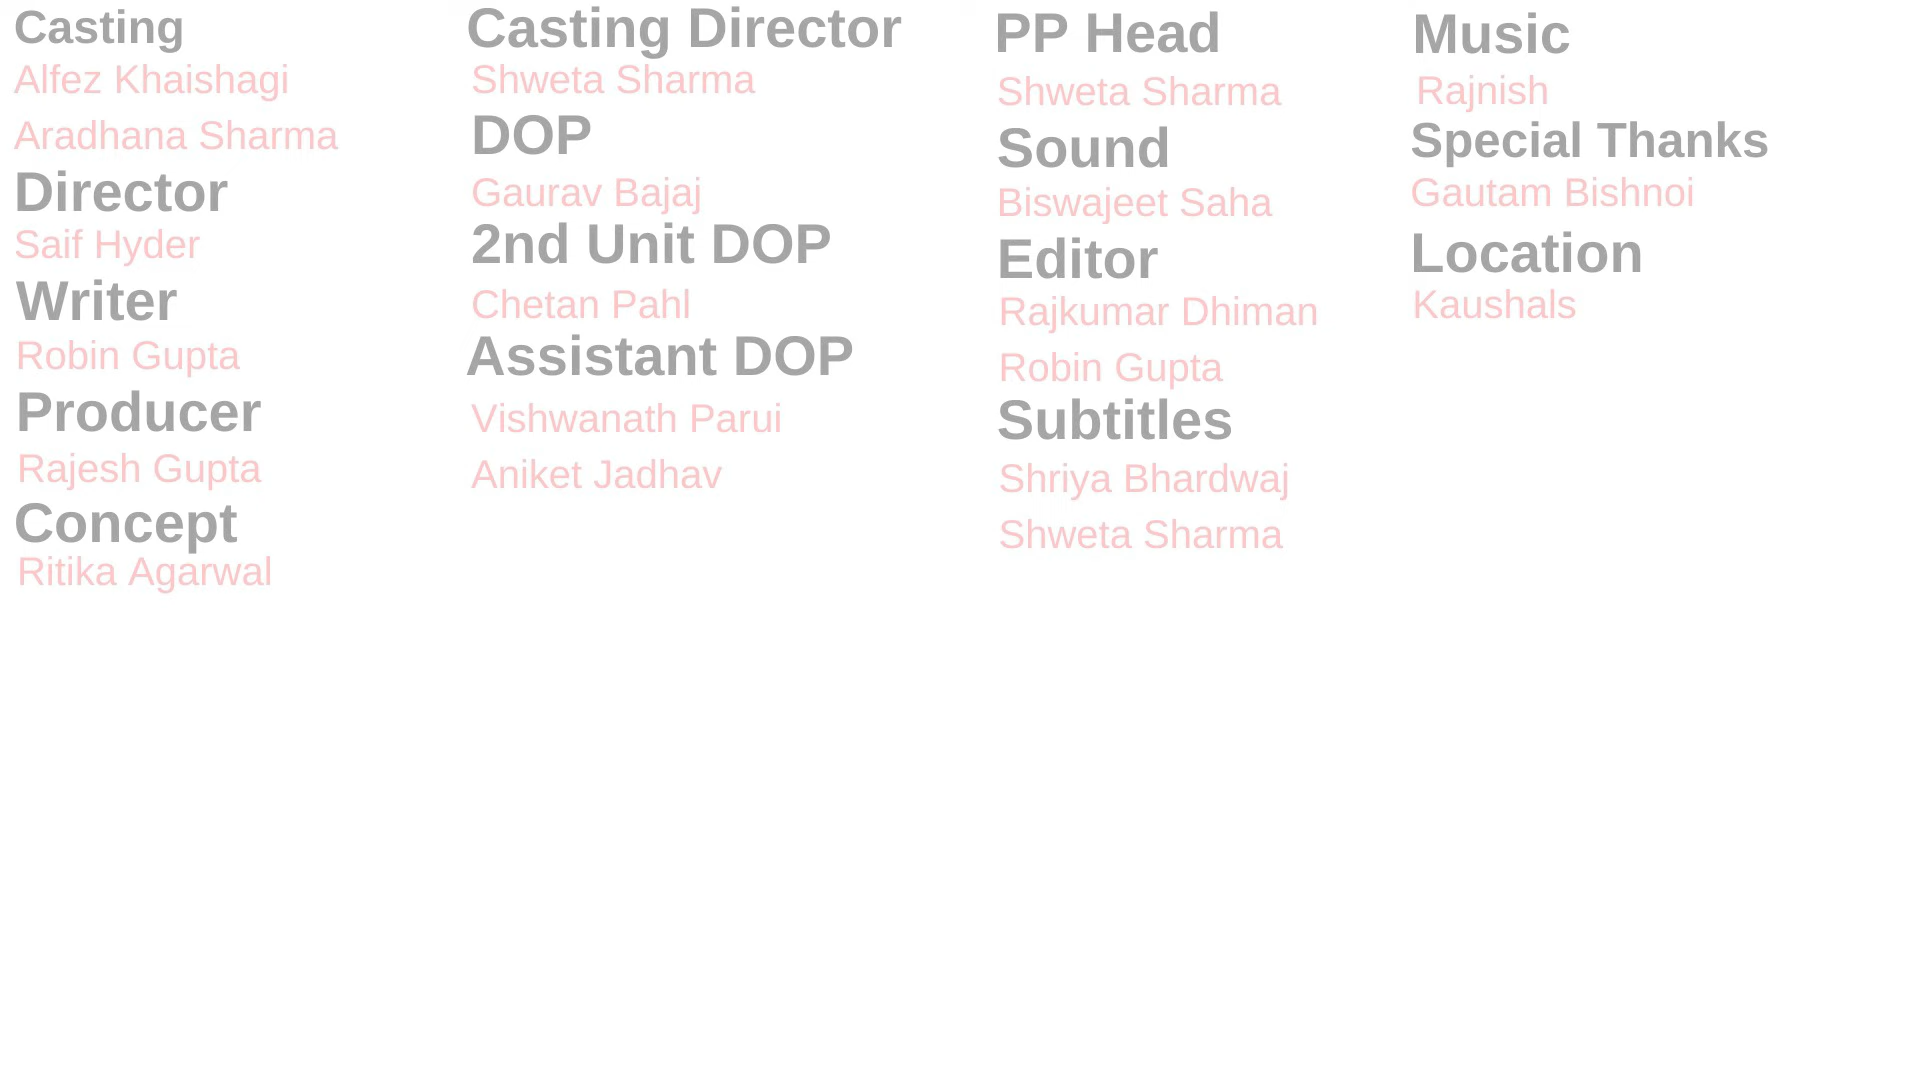 Casting
Alfez Khaishagi
Aradhana Sharma
Director
Saif Hyder
Writer
Robin Gupta
Producer
Rajesh Gupta
Concept
Ritika Agarwal
Casting Director
Shweta Sharma
DOP
Gaurav Bajaj
2nd Unit DOP
Chetan Pahl
Assistant DOP
Vishwanath Parui
Aniket Jadhav
PP Head
Shweta Sharma
Sound
Biswajeet Saha
Editor
Rajkumar Dhiman
Robin Gupta
Subtitles
Shriya Bhardwaj
Shweta Sharma
Music
Rajnish
Special Thanks
Gautam Bishnoi
Location
Kaushals